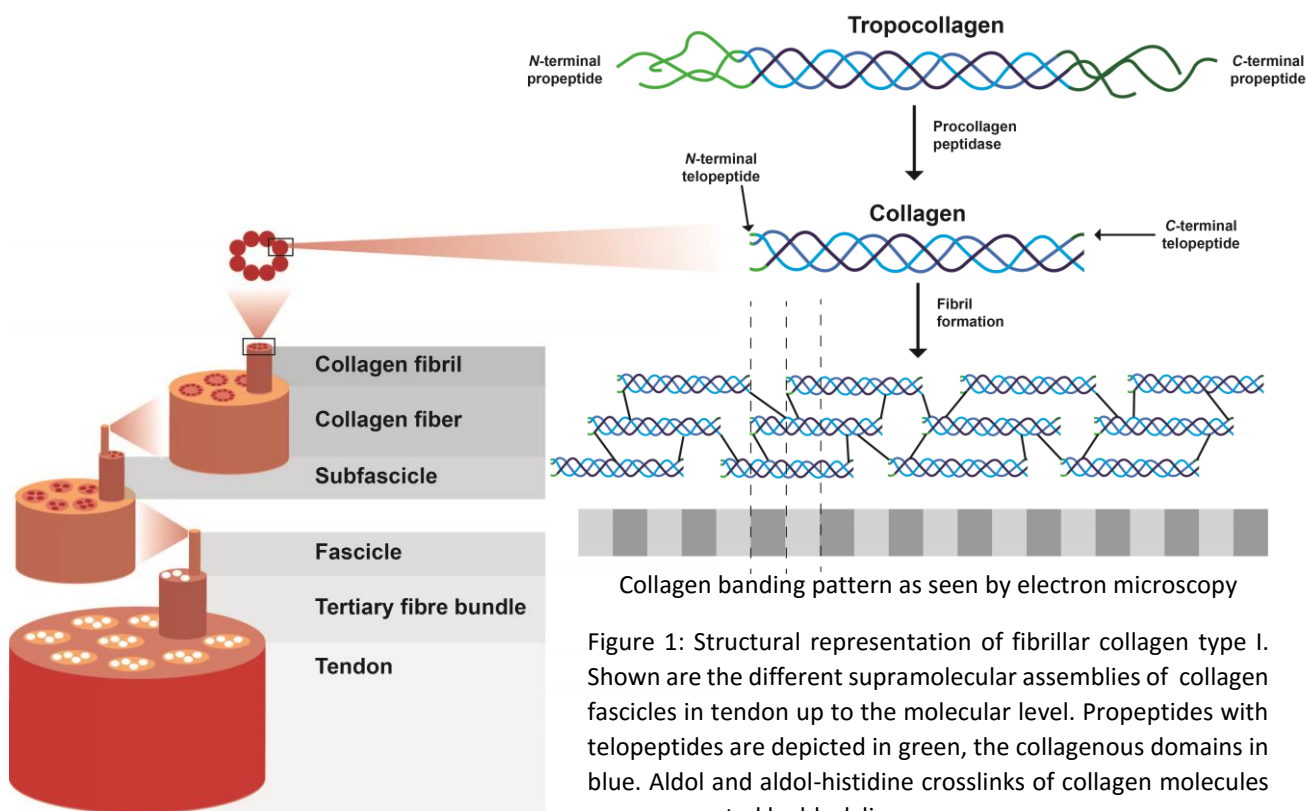 Tropocollagen
N-terminal
propeptide
C-terminal
propeptide
Procollagen
peptidase
N-terminal
telopeptide
Collagen
C-terminal
telopeptide
Fibril
formation
Collagen fibril
Collagen fiber
Subfascicle
Fascicle
Tertiary fibre bundle
Tendon
Collagen banding pattern as seen by electron microscopy
Figure 1: Structural representation of fibrillar collagen type I.
Shown are the different supramolecular assemblies of collagen
fascicles in tendon up to the molecular level. Propeptides with
telopeptides are depicted in green, the collagenous domains in
blue. Aldol and aldol-histidine crosslinks of collagen molecules